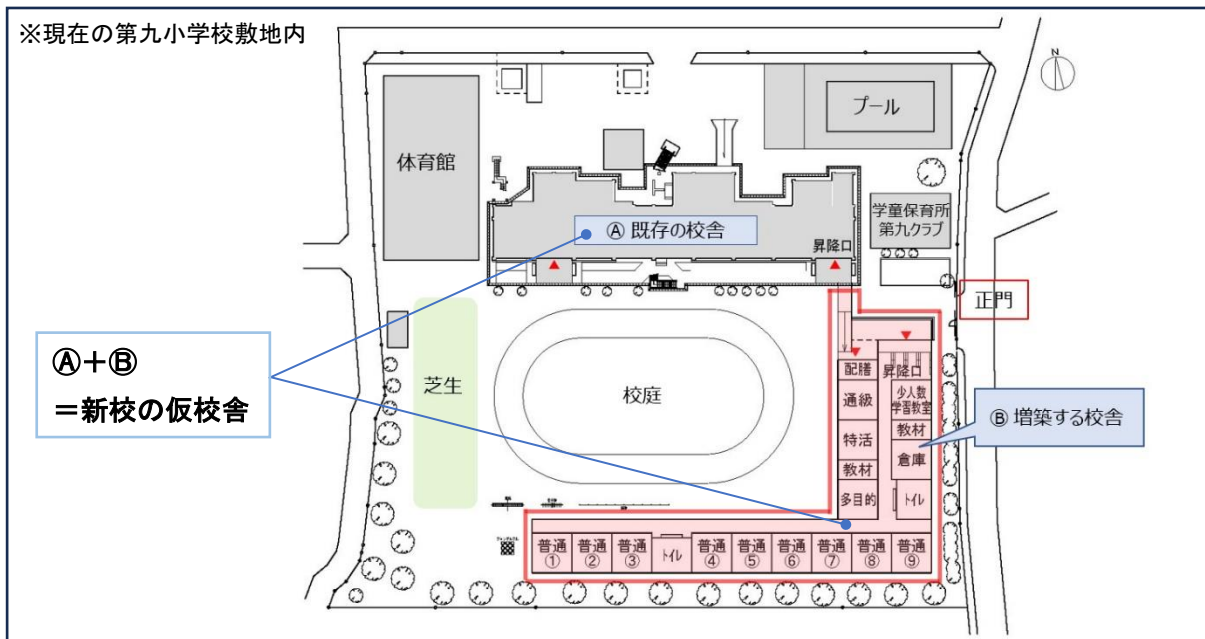 ※現在の第九小学校敷地内
N
プール
体育館
学童保育所
第九クラブ
Ⓐ 既存の校舎
昇降口
正門
Ⓐ+Ⓑ
=新校の仮校舎
芝生
校庭
配膳
昇降口
通級
少人数
学習教室
Ⓑ 増築する校舎
教材
特活
倉庫
教材
多目的
トイレ
普通
①
普通
②
普通
③
トイレ
普通
④
普通
⑤
普通
⑥
普通
⑦
普通
⑧
普通
⑨